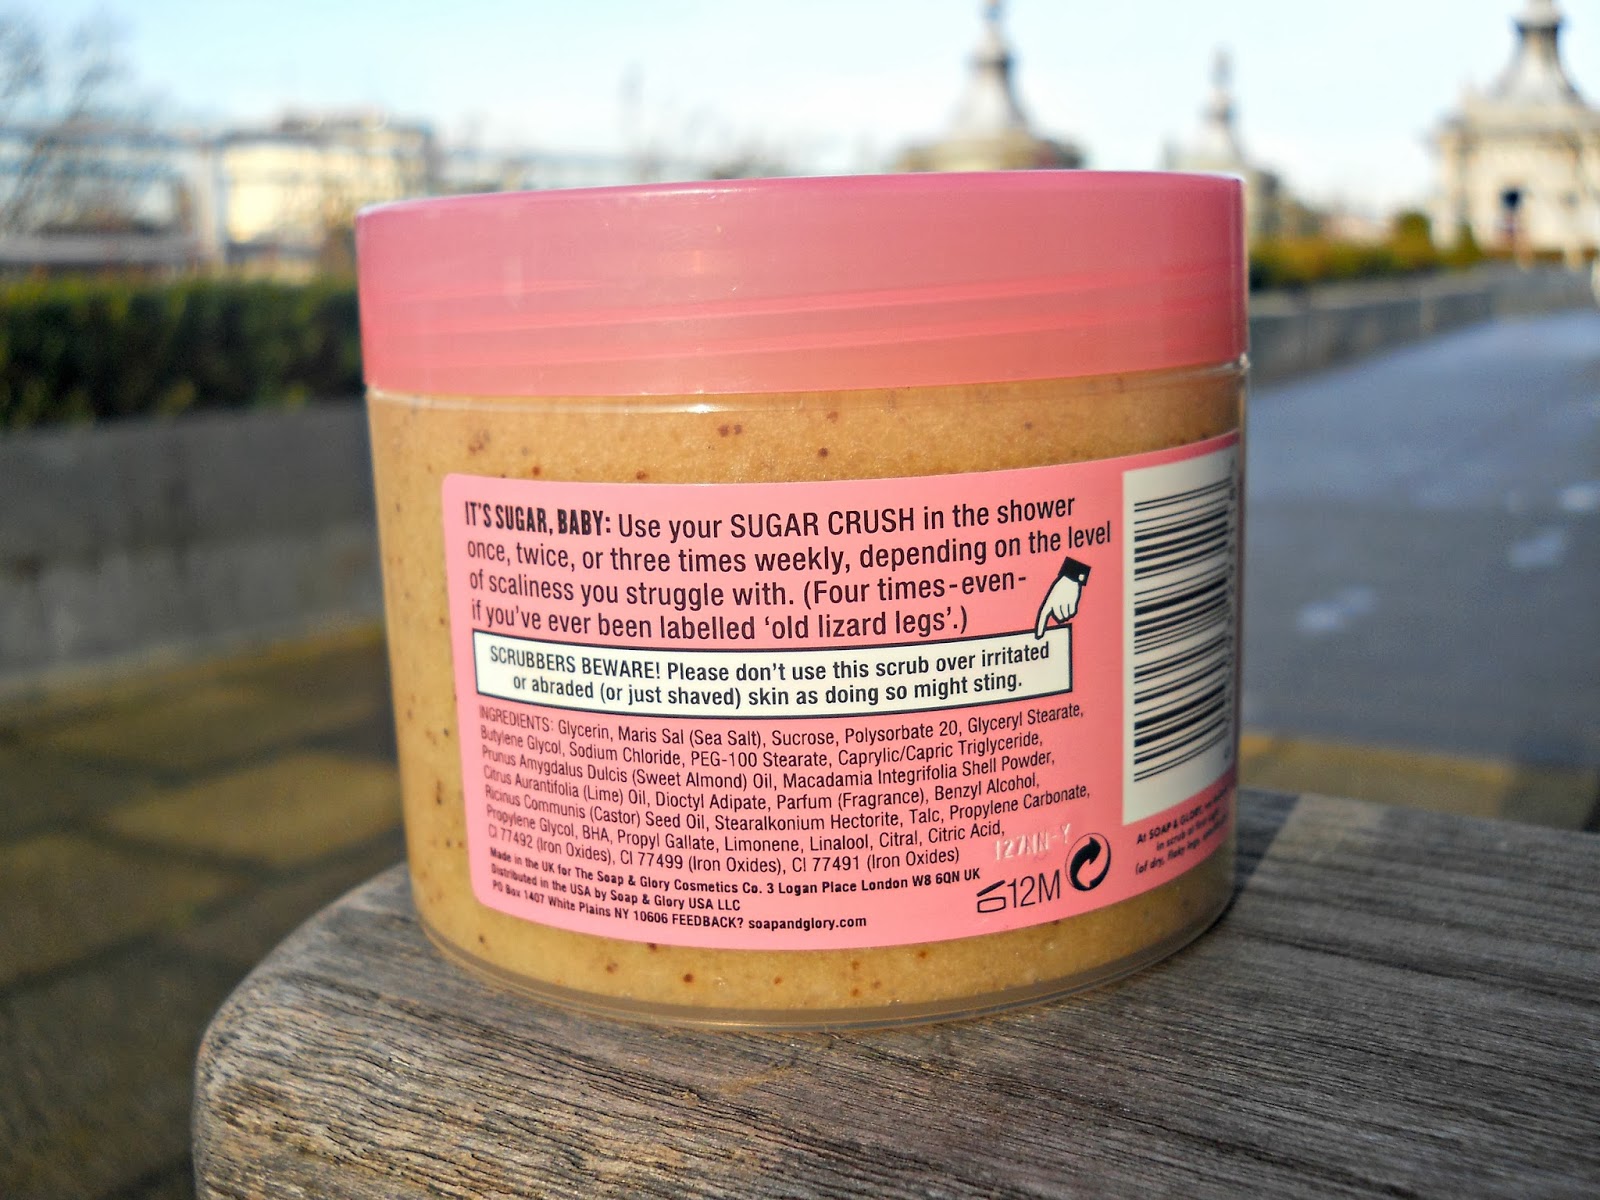 IT'S SUGAR, BABY: Use your SUGAR CRUSH in the shower
once, twice, or three times weekly, depending on the level
of scaliness you struggle with. (Four times-even-
if you've ever been labelled 'old lizard legs'.)
SCRUBBERS BEWARE! Please don't use this scrub over irritated
or abraded (or just shaved) skin as doing so might sting.
INGREDIENTS: Glycerin, Maris Sal (Sea Salt), Sucrose, Polysorbate 20, Glyceryl Stearate,
Butylene Glycol, Sodium Chloride, PEG-100 Stearate, Caprylic/Capric Triglyceride,
Prunus Amygdalus Dulcis (Sweet Almond) Oil, Macadamia Integrifolia Shell Powder,
Citrus Aurantifolia (Lime) Oil, Dioctyl Adipate, Parfum (Fragrance), Benzyl Alcohol,
Ricinus Communis (Castor) Seed Oil, Stearalkonium Hectorite, Talc, Propylene Carbonate,
Propylene Glycol, BHA, Propyl Gallate, Limonene, Linalool, Citral, Citric Acid,
CI 77492 (Iron Oxides), CI 77499 (Iron Oxides), CI 77491 (Iron Oxides)
Made in the UK for The Soap & Glory Cosmetics Co. 3 Logan Place London W8 6QN UK
Distributed in the USA by Soap & Glory USA LLC
PO Box 1407 White Plains NY 10606 FEEDBACK? soapandglory.com
12M
At SOAP & GLORY,